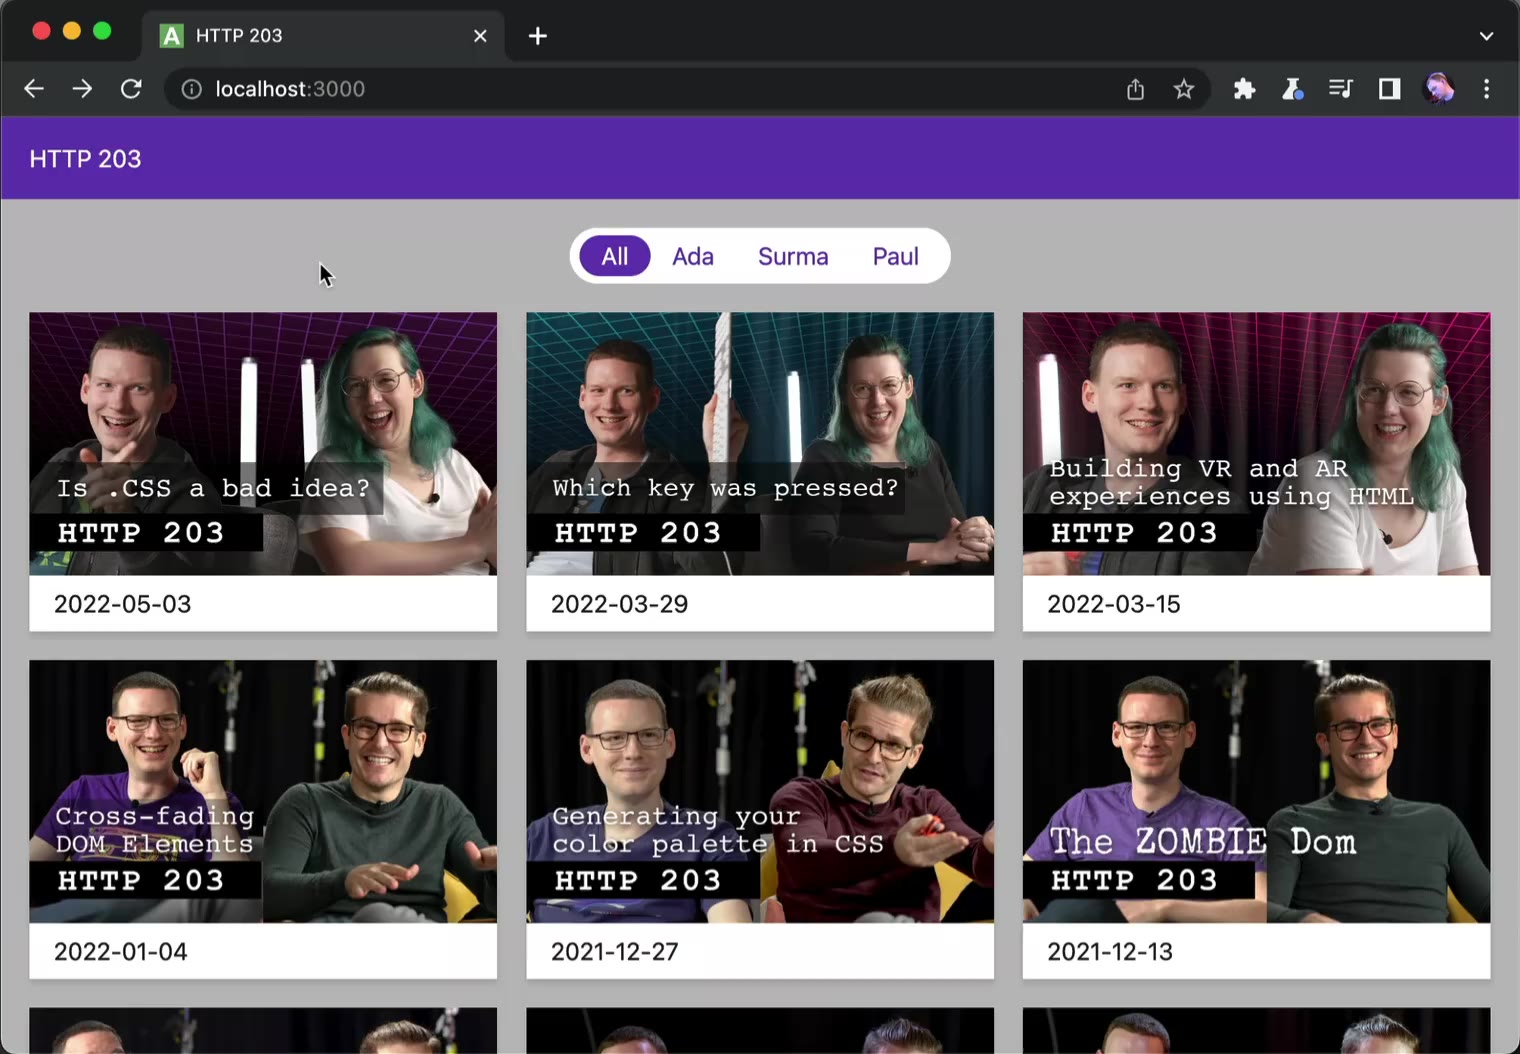 HTTP 203
localhost:3000
HTTP 203
All Ada Surma Paul
Is .CSS a bad idea?
HTTP 203
2022-05-03
Which key was pressed?
HTTP 203
2022-03-29
Building VR and AR
experiences using HTML
HTTP 203
2022-03-15
Cross-fading
DOM Elements
HTTP 203
2022-01-04
Generating your
color palette in CSS
HTTP 203
2021-12-27
The ZOMBIE Dom
HTTP 203
2021-12-13